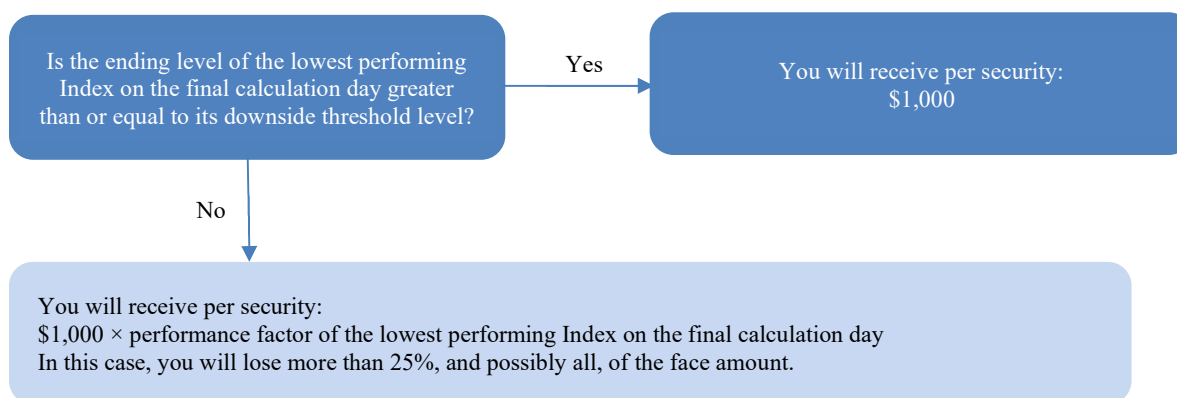 Is the ending level of the lowest performing
Index on the final calculation day greater
than or equal to its downside threshold level?
Yes
You will receive per security:
$1,000
No
You will receive per security:
$1,000 × performance factor of the lowest performing Index on the final calculation day
In this case, you will lose more than 25%, and possibly all, of the face amount.